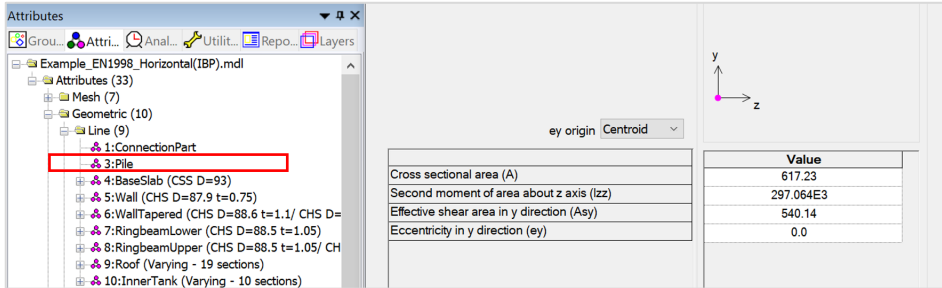 Attributes
Grou... Attri... Anal... Utilit... Repo... Layers
Example_EN1998_Horizontal(IBP).mdl
Attributes (33)
Mesh (7)
Geometric (10)
Line (9)
1:ConnectionPart
3:Pile
4:BaseSlab (CSS D=93)
5:Wall (CHS D=87.9 t=0.75)
6:WallTapered (CHS D=88.6 t=1.1/ CHS D=
7:RingbeamLower (CHS D=88.5 t=1.05)
8:RingbeamUpper (CHS D=88.5 t=1.05/ CH
9:Roof (Varying - 19 sections)
10:InnerTank (Varying - 10 sections)
y
z
ey origin Centroid
Value
Cross sectional area (A) 617.23
Second moment of area about z axis (Izz) 297.064E3
Effective shear area in y direction (Asy) 540.14
Eccentricity in y direction (ey) 0.0